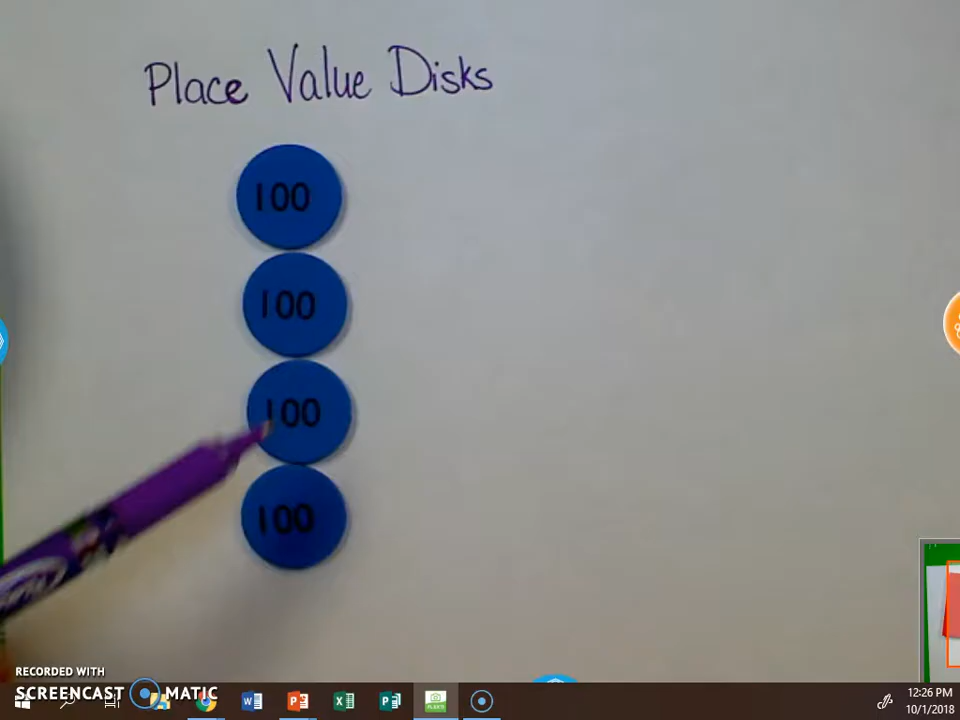 Place Value Disks
100
100
100
100
RECORDED WITH
SCREENCAST MATIC
12:26 PM
10/1/2018